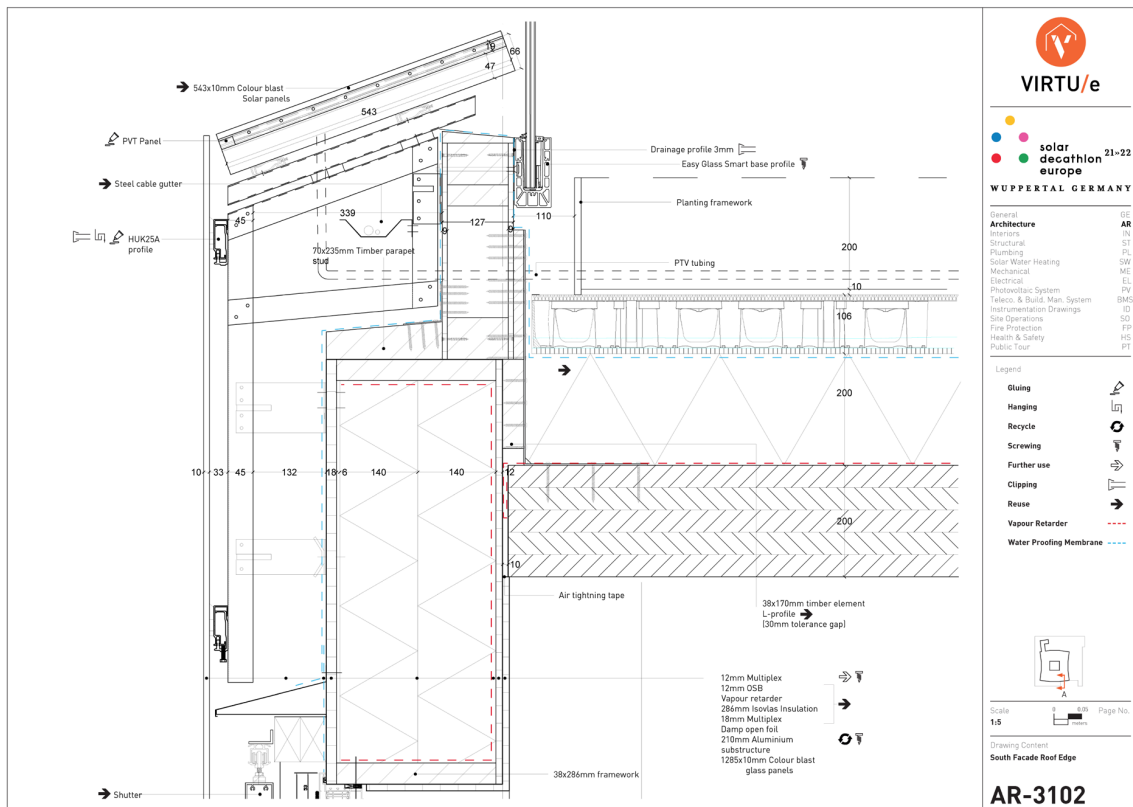 543x10mm Colour blast
Solar panels
PVT Panel
Steel cable gutter
HUK25A
profile
Shutter
19
66
47
543
45
339
127
110
9
9
70x235mm Timber parapet
stud
Drainage profile 3mm
Easy Glass Smart base profile
Planting framework
PTV tubing
200
10
106
200
200
10
33
45
132
18
6
140
140
12
10
Air tightning tape
38x170mm timber element
L-profile
(30mm tolerance gap)
12mm Multiplex
12mm OSB
Vapour retarder
286mm Isovlas Insulation
18mm Multiplex
Damp open foil
210mm Aluminium
substructure
1285x10mm Colour blast
glass panels
38x286mm framework
VIRTU/e
solar
decathlon 21»22
europe
WUPPERTAL GERMANY
General GE
Architecture AR
Interiors IN
Structural ST
Plumbing PL
Solar Water Heating SW
Mechanical ME
Electrical EL
Photovoltaic System PV
Teleco. & Build. Man. System BMS
Instrumentation Drawings ID
Site Operations SO
Fire Protection FP
Health & Safety HS
Public Tour PT
Legend
Gluing
Hanging
Recycle
Screwing
Further use
Clipping
Reuse
Vapour Retarder
Water Proofing Membrane
A
Scale
1:5
0 0.05
meters
Page No.
Drawing Content
South Facade Roof Edge
AR-3102